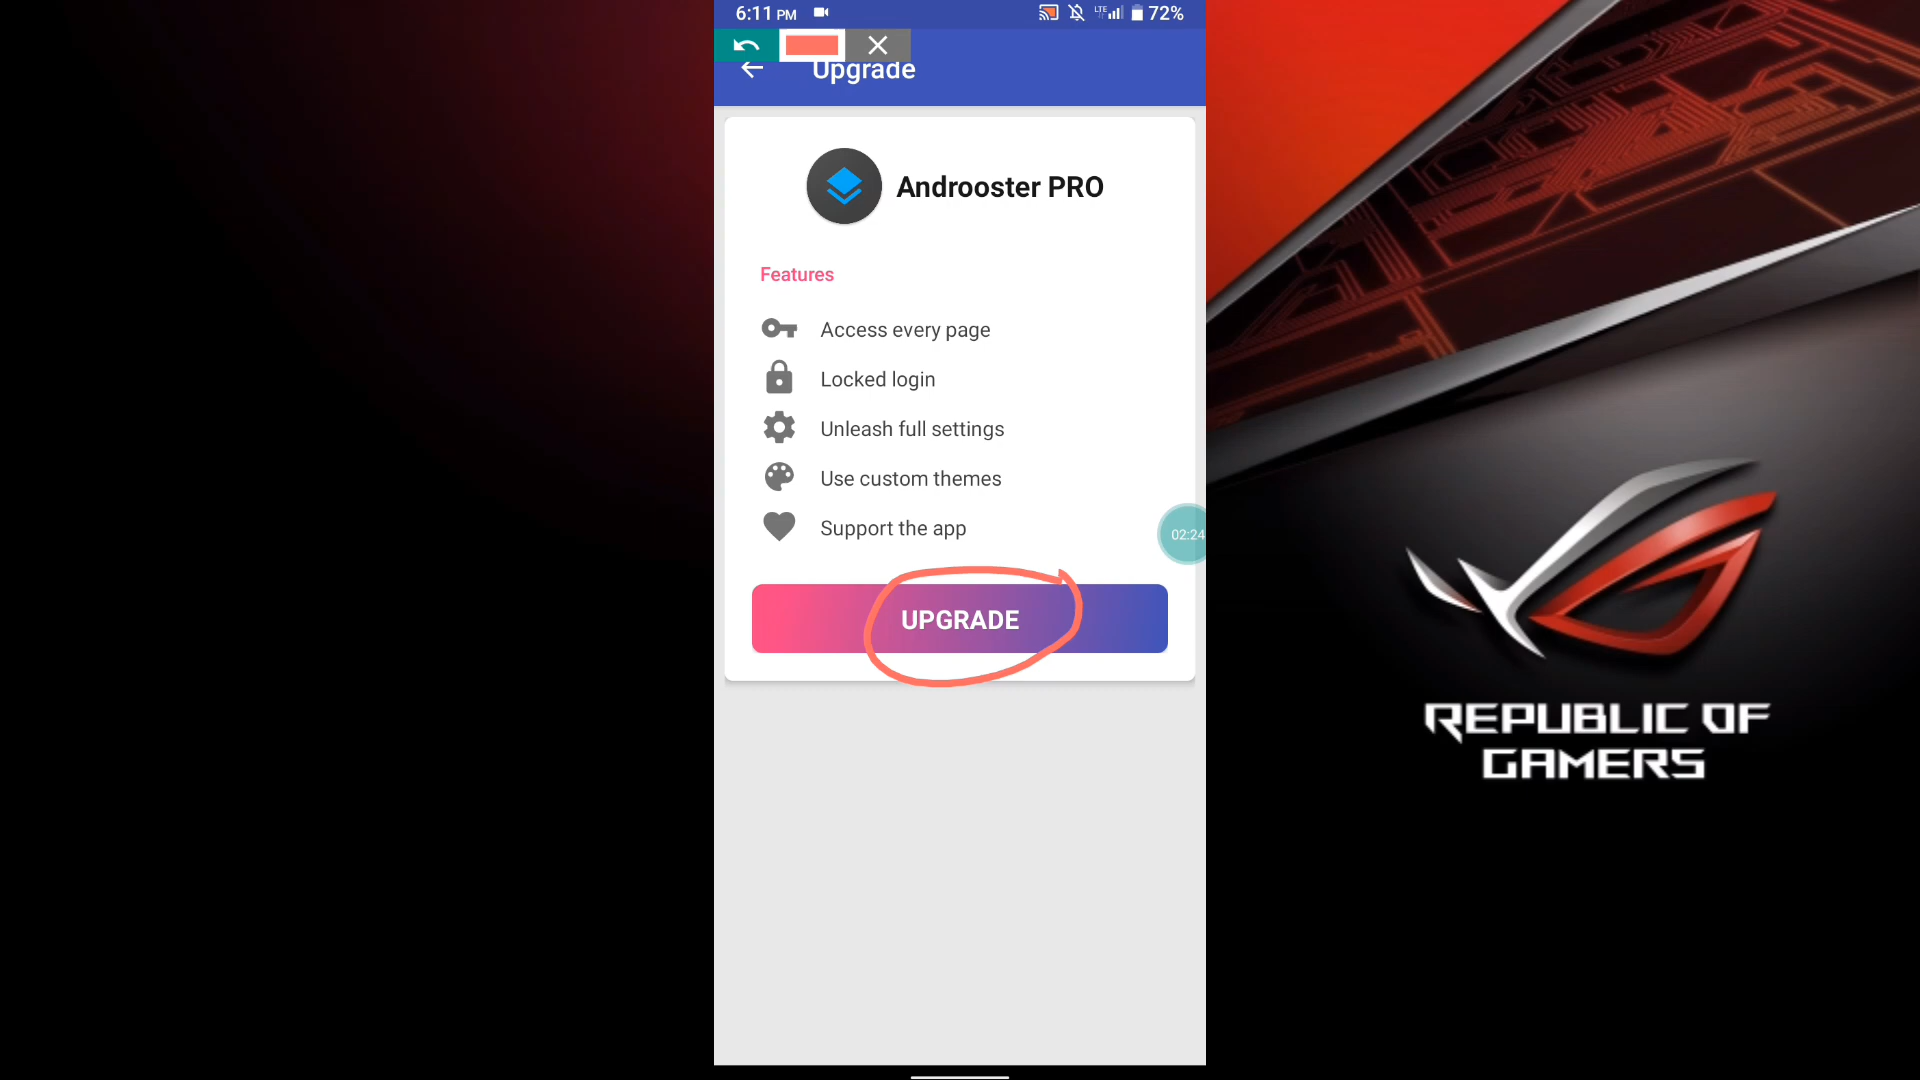 6:11 PM
LTE
72%
Upgrade
Androoster PRO
Features
Access every page
Locked login
Unleash full settings
Use custom themes
Support the app
02:24
UPGRADE
REPUBLIC OF
GAMERS